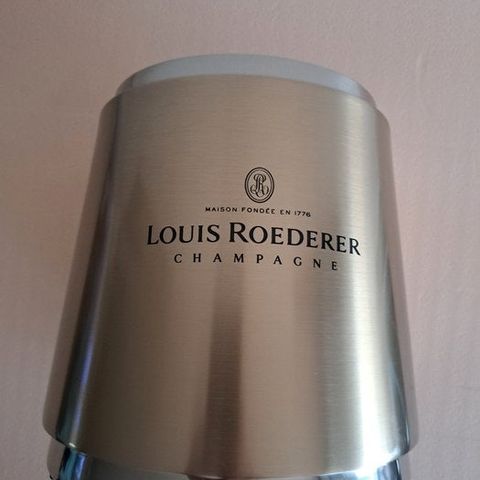 MAISON FONDÉE EN 1776
LOUIS ROEDERER
CHAMPAGNE